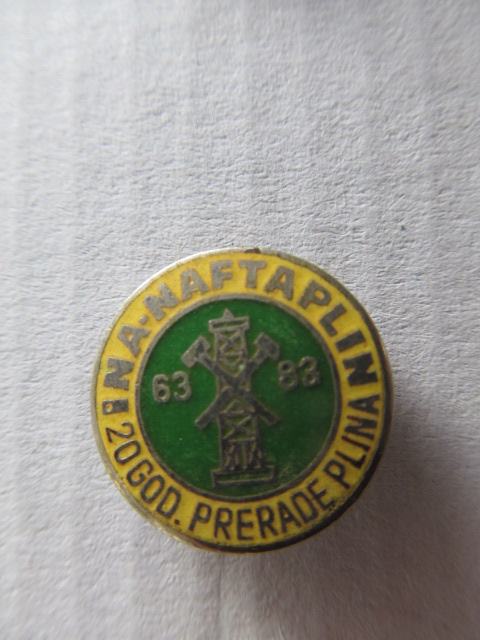 INA-NAFTAPLIN
63 83
20 GOD. PRERADE PLINA